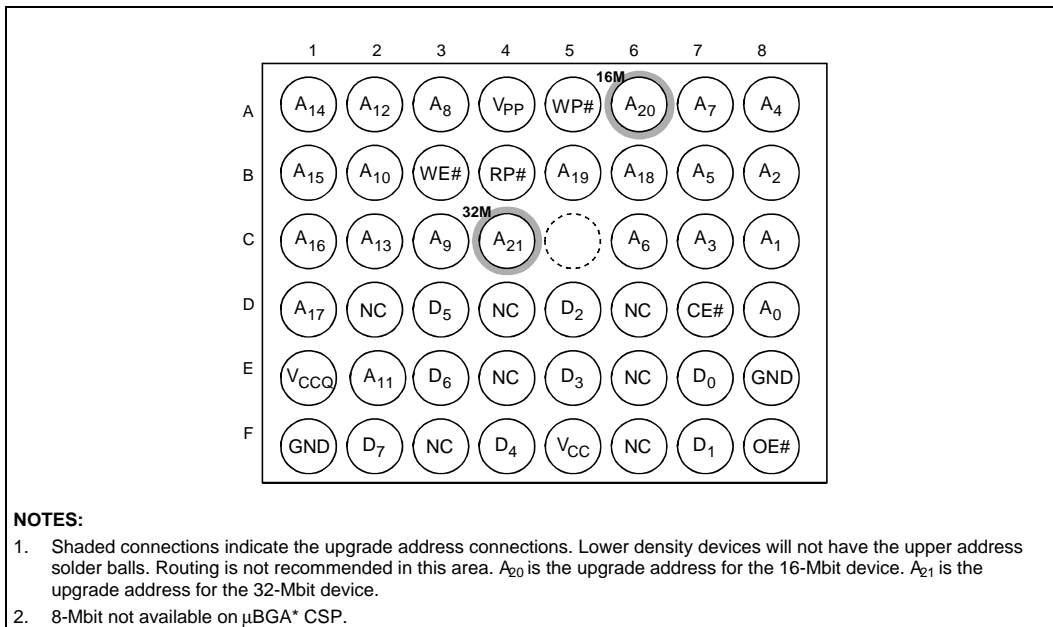 1 2 3 4 5 6 7 8
16M
A A14 A12 A8 VPP WP# A20 A7 A4
B A15 A10 WE# RP# A19 A18 A5 A2
32M
C A16 A13 A9 A21 A6 A3 A1
D A17 NC D5 NC D2 NC CE# A0
E VCCQ A11 D6 NC D3 NC D0 GND
F GND D7 NC D4 VCC NC D1 OE#
NOTES:
1. Shaded connections indicate the upgrade address connections. Lower density devices will not have the upper address
solder balls. Routing is not recommended in this area. A20 is the upgrade address for the 16-Mbit device. A21 is the
upgrade address for the 32-Mbit device.
2. 8-Mbit not available on µBGA* CSP.